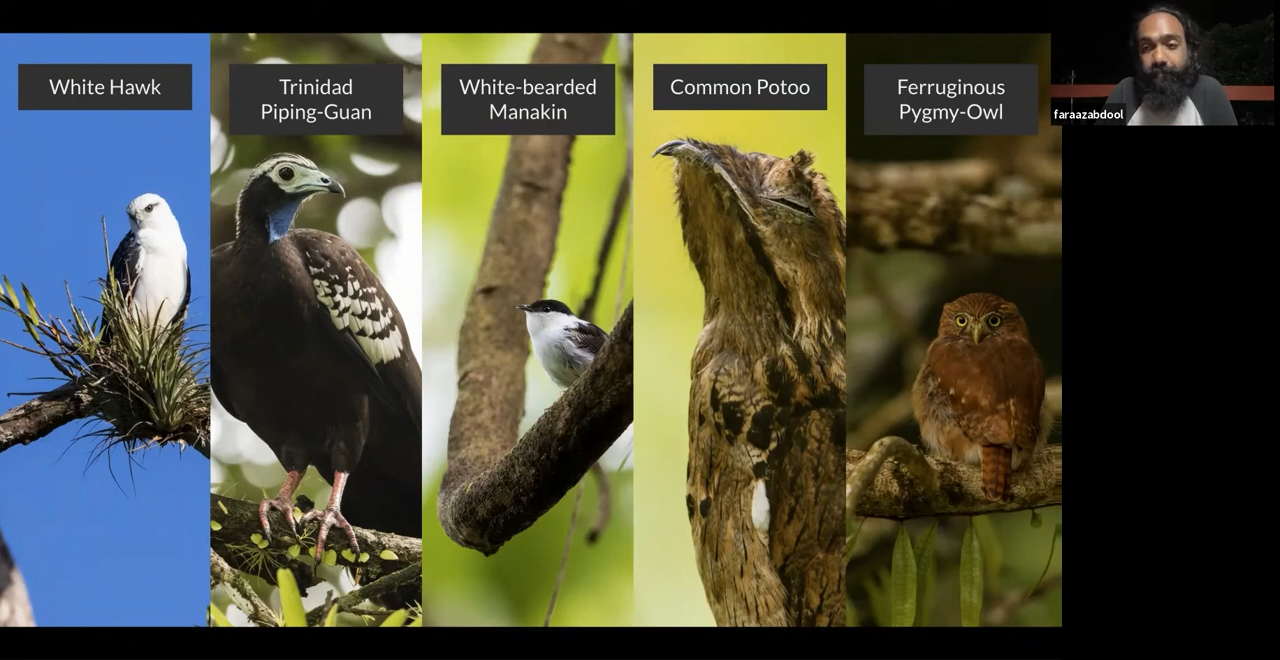 White Hawk
Trinidad
Piping-Guan
White-bearded
Manakin
Common Potoo
Ferruginous
Pygmy-Owl
faraazabdool